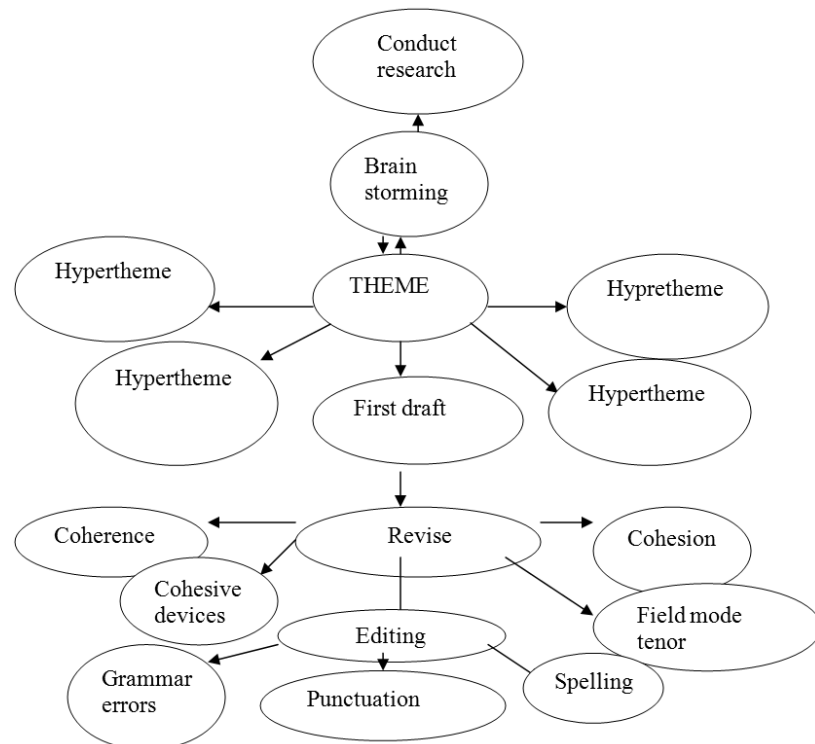 Conduct
research
Brain
storming
Hypertheme
THEME
Hypretheme
Hypertheme
First draft
Hypertheme
Coherence
Revise
Cohesion
Cohesive
devices
Editing
Field mode
tenor
Grammar
errors
Punctuation
Spelling